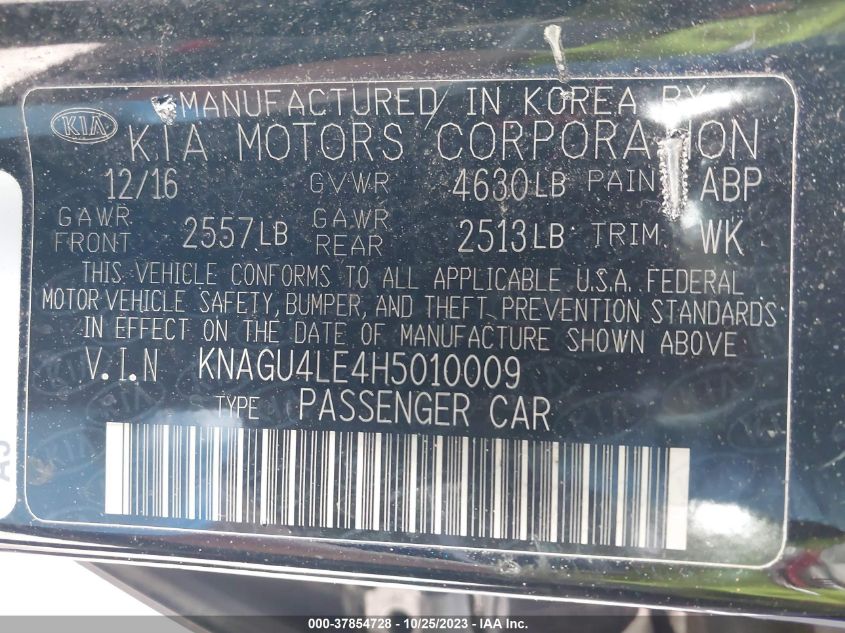 MANUFACTURED IN KOREA BY
KIA KIA MOTORS CORPORATION
12/16 GVWR 4630LB PAINT ABP
GAWR FRONT 2557LB GAWR REAR 2513LB TRIM WK
THIS VEHICLE CONFORMS TO ALL APPLICABLE U.S.A. FEDERAL
MOTOR VEHICLE SAFETY, BUMPER, AND THEFT PREVENTION STANDARDS
IN EFFECT ON THE DATE OF MANUFACTURE SHOWN ABOVE
V.I.N KNAGU4LE4H5010009
TYPE PASSENGER CAR
000-37854728 - 10/25/2023 - IAA Inc.